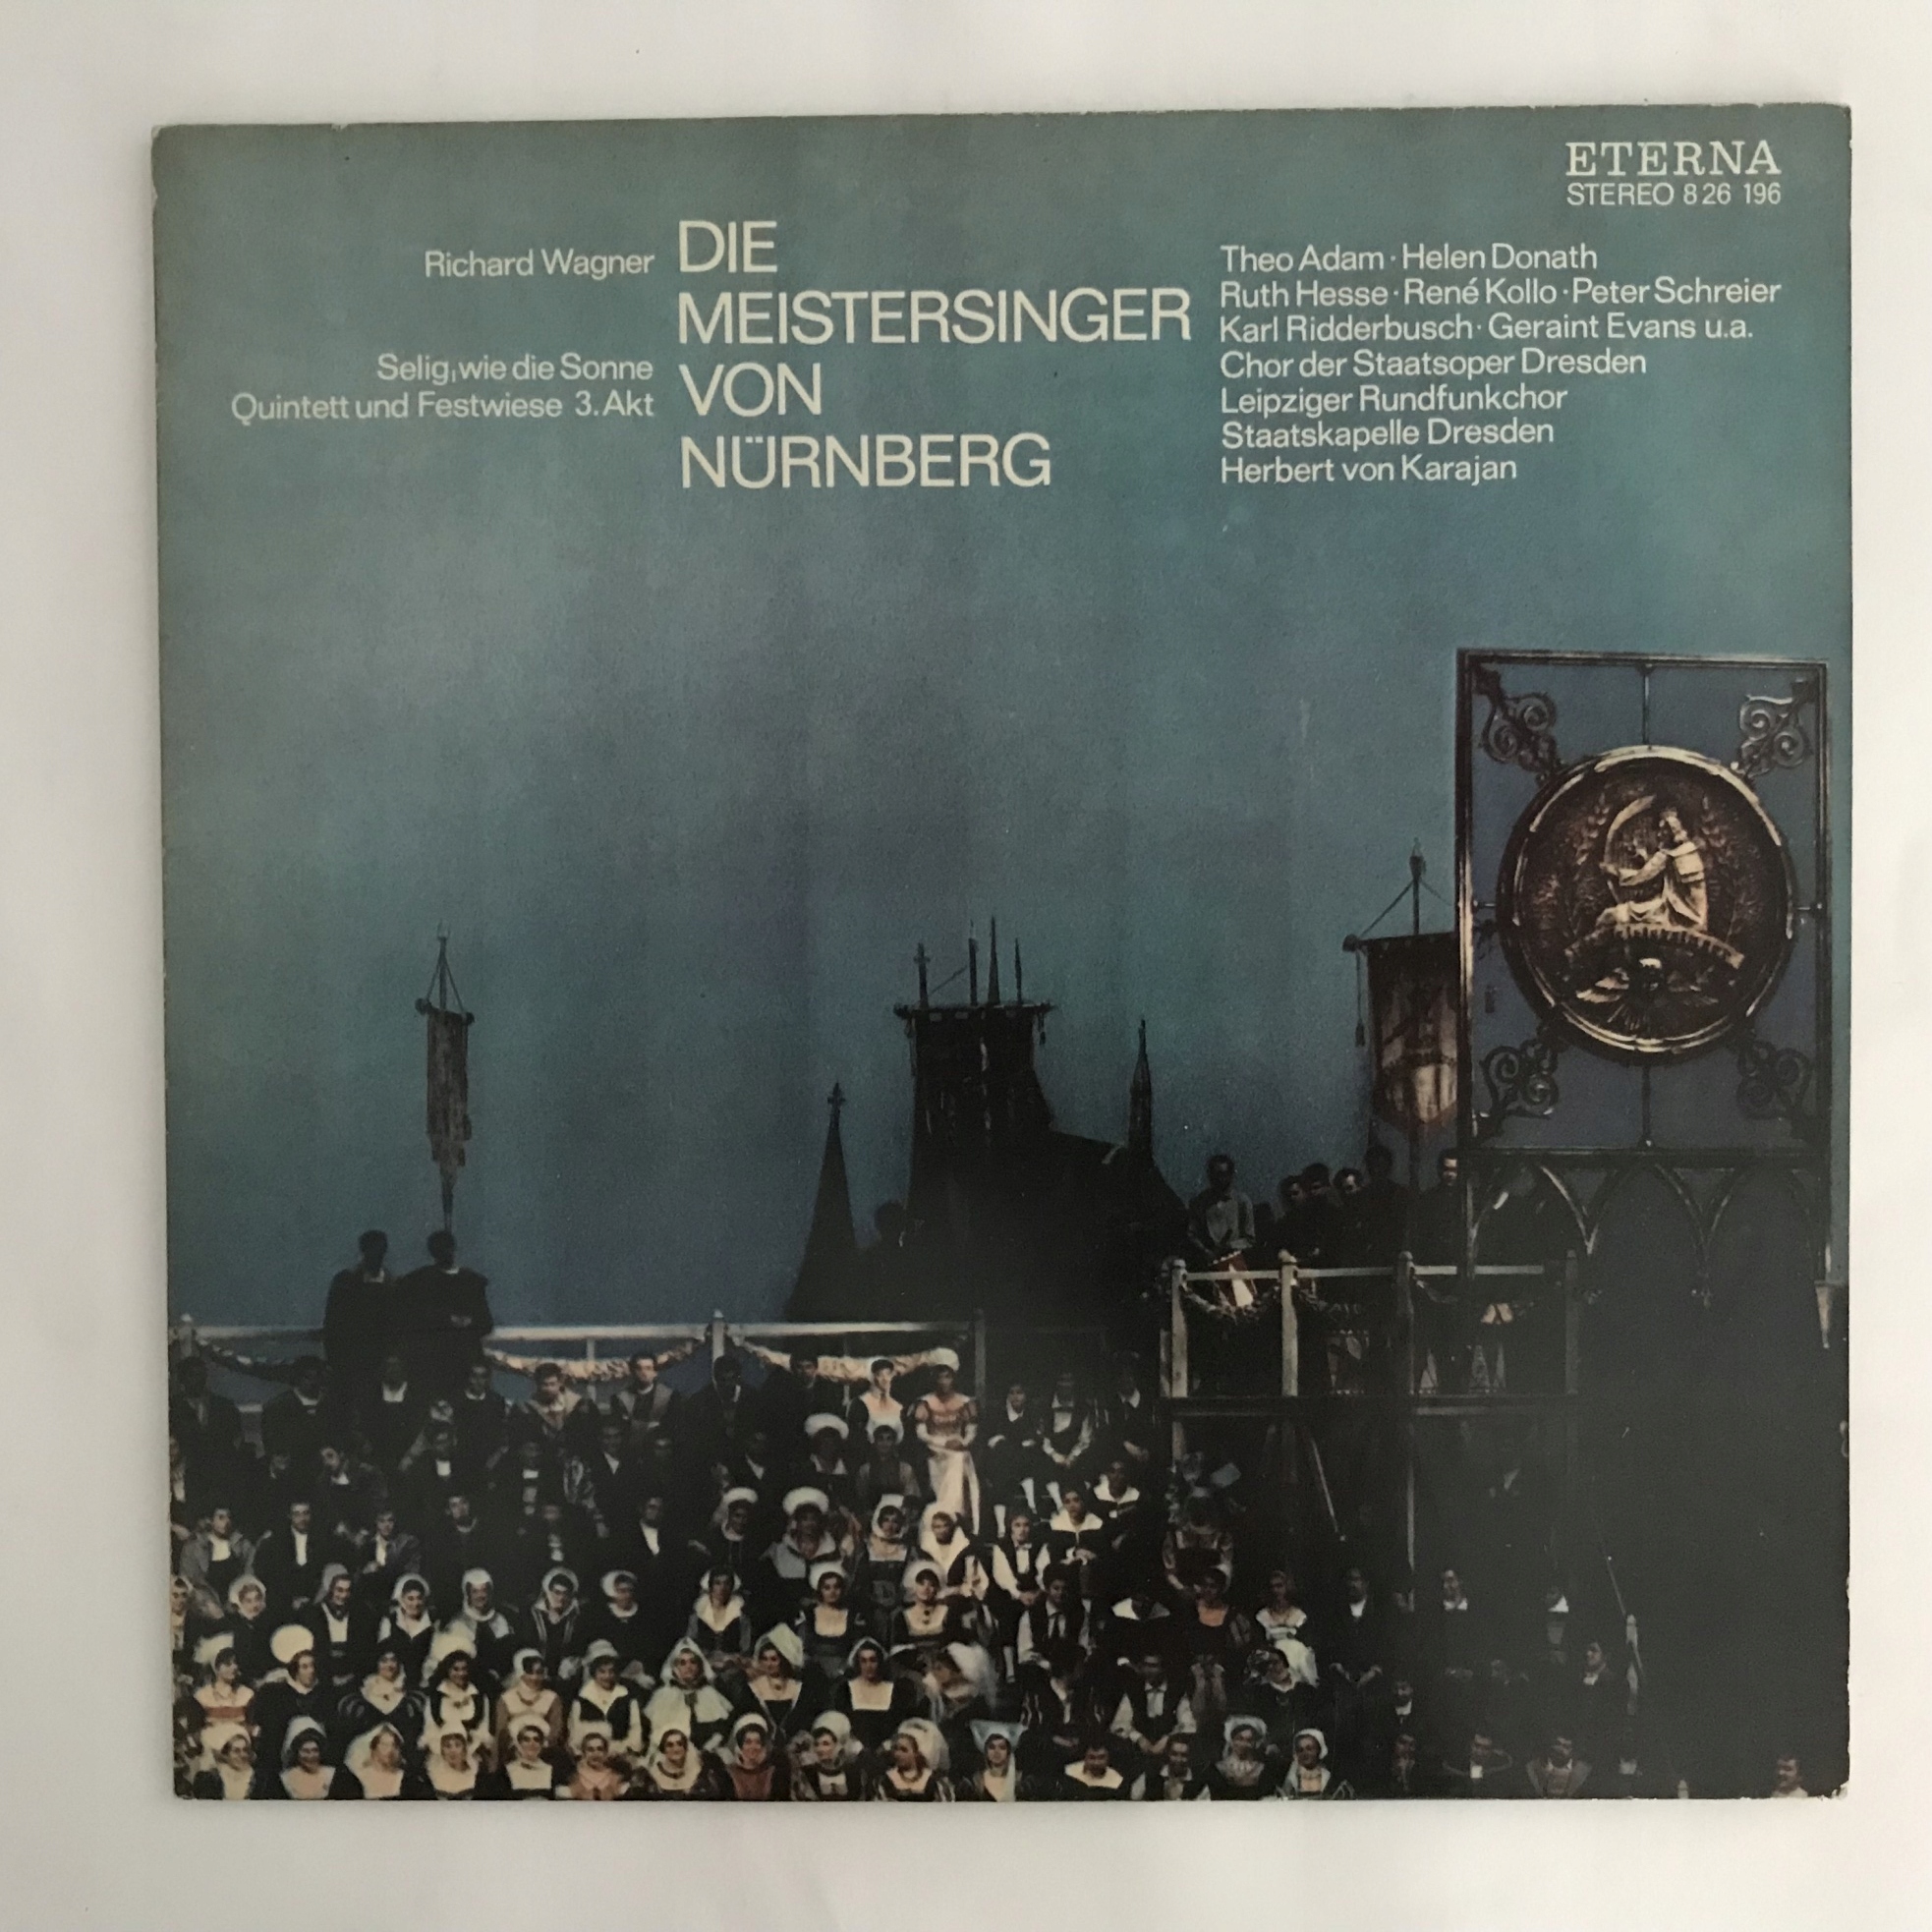 ETERNA
STEREO 8 26 196
Richard Wagner
Selig, wie die Sonne
Quintett und Festwiese 3. Akt
DIE
MEISTERSINGER
VON
NÜRNBERG
Theo Adam · Helen Donath
Ruth Hesse · René Kollo · Peter Schreier
Karl Ridderbusch · Geraint Evans u.a.
Chor der Staatsoper Dresden
Leipziger Rundfunkchor
Staatskapelle Dresden
Herbert von Karajan